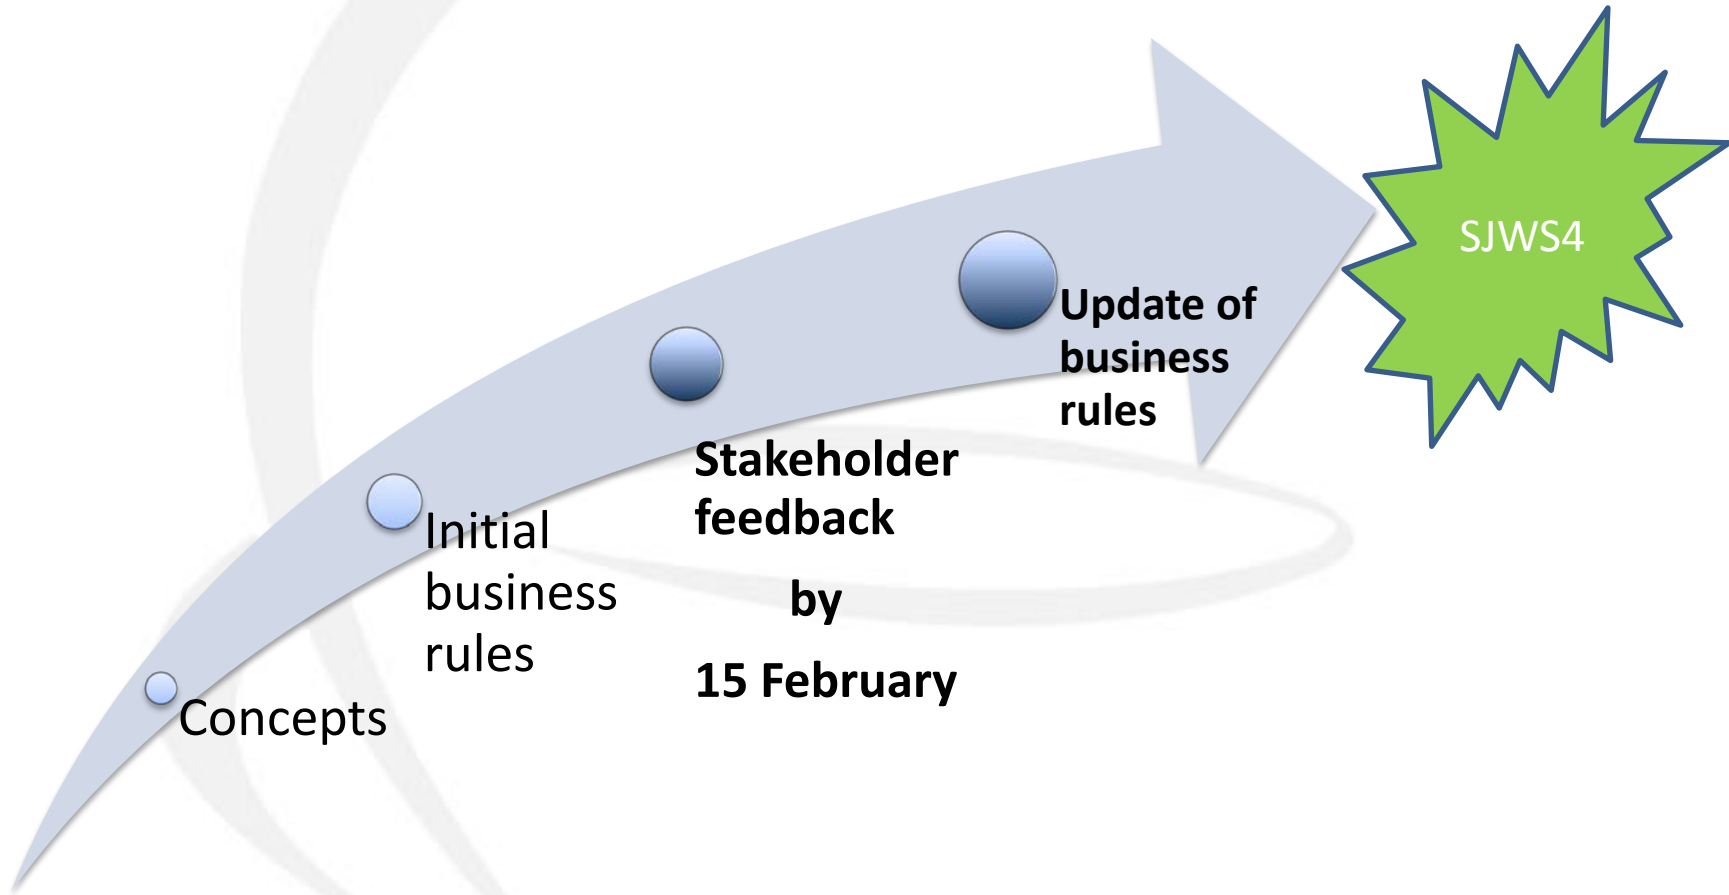 Concepts
Initial
business
rules
Stakeholder
feedback
by
15 February
Update of
business
rules
SJWS4